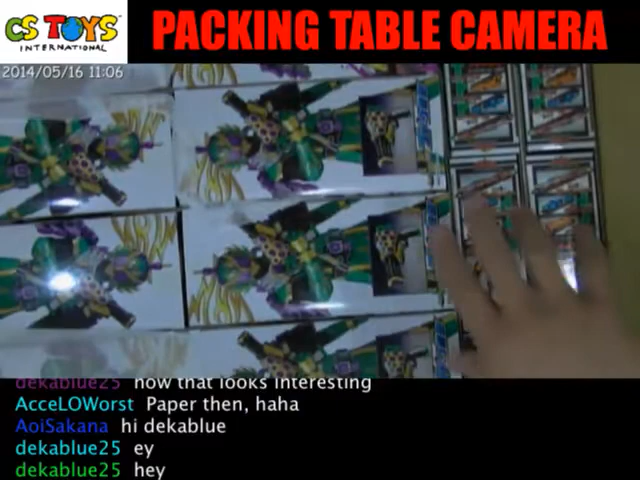 CS TOYS
INTERNATIONAL
PACKING TABLE CAMERA
2014/05/16 11:06
dekablue25 now that looks interesting
AcceLOWorst Paper then, haha
AoiSakana hi dekablue
dekablue25 ey
dekablue25 hey